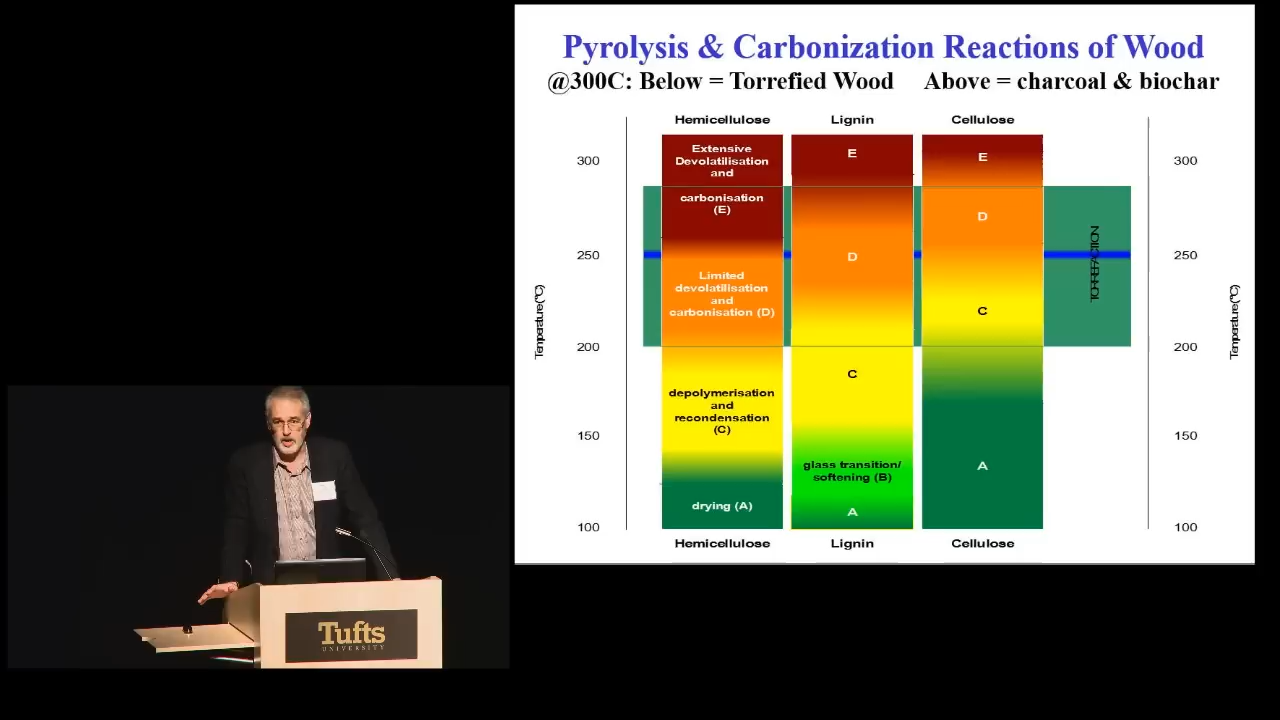 Pyrolysis & Carbonization Reactions of Wood
@300C: Below = Torrefied Wood Above = charcoal & biochar
Hemicellulose Lignin Cellulose
Extensive
Devolatilisation
and
carbonisation
(E)
Limited
devolatilisation
and
carbonisation (D)
depolymerisation
and
recondensation
(C)
drying (A)
E
D
C
glass transition/
softening (B)
A
E
D
C
A
300
250
200
150
100
Temperature(°C)
TORREFACTION
300
250
200
150
100
Temperature(°C)
Hemicellulose Lignin Cellulose
Tufts
UNIVERSITY